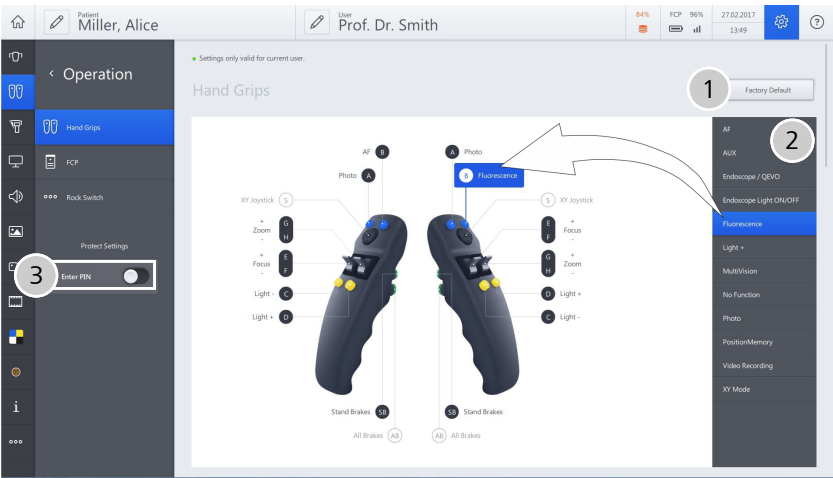 Patient
Miller, Alice
User
Prof. Dr. Smith
84%
FCP 96%
27.02.2017
13:49
?
< Operation
Settings only valid for current user.
Hand Grips
1
Factory Default
Hand Grips
FCP
Rock Switch
Protect Settings
3
Enter PIN
i
AF B
Photo A
XY Joystick S
+
Zoom
-
G
H
+
Focus
-
E
F
Light - C
Light + D
Stand Brakes SB
All Brakes AB
A Photo
B Fluorescence
S XY Joystick
E
F
+
Focus
-
G
H
+
Zoom
-
D Light +
C Light -
SB Stand Brakes
AB All Brakes
2
AF
AUX
Endoscope / QEVO
Endoscope Light ON/OFF
Fluorescence
Light +
MultiVision
No Function
Photo
PositionMemory
Video Recording
XY Mode